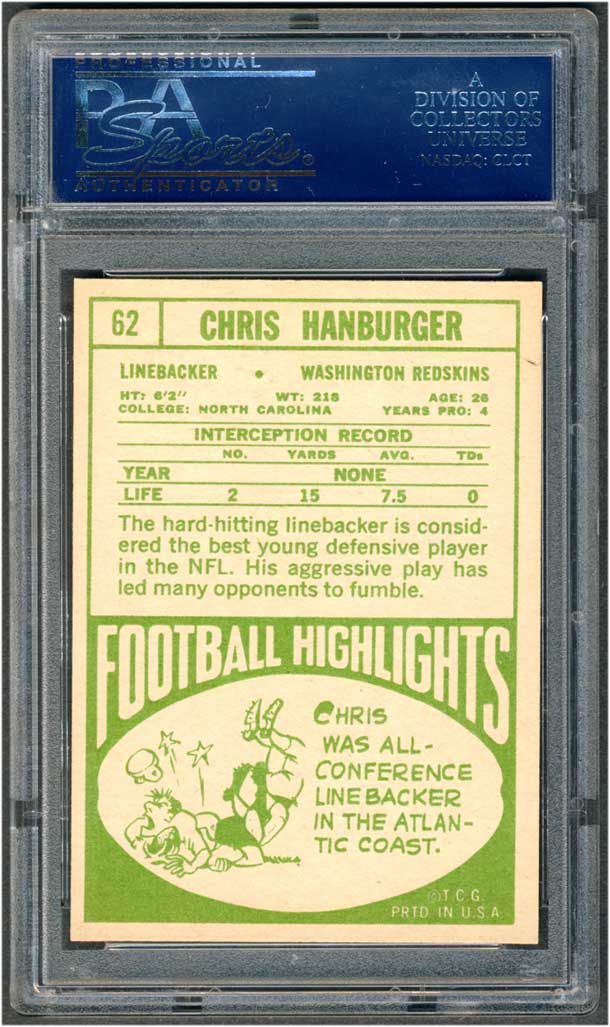 PROFESSIONAL
PSA
Sports®
AUTHENTICATOR
A
DIVISION OF
COLLECTORS
UNIVERSE
NASDAQ: CLCT
62 CHRIS HANBURGER
LINEBACKER • WASHINGTON REDSKINS
HT: 6'2" WT: 218 AGE: 26
COLLEGE: NORTH CAROLINA YEARS PRO: 4
INTERCEPTION RECORD
NO. YARDS AVG. TDs
YEAR NONE
LIFE 2 15 7.5 0
The hard-hitting linebacker is consid-
ered the best young defensive player
in the NFL. His aggressive play has
led many opponents to fumble.
FOOTBALL HIGHLIGHTS
CHRIS
WAS ALL-
CONFERENCE
LINEBACKER
IN THE ATLAN-
TIC COAST.
©T.C.G.
PRTD IN U.S.A